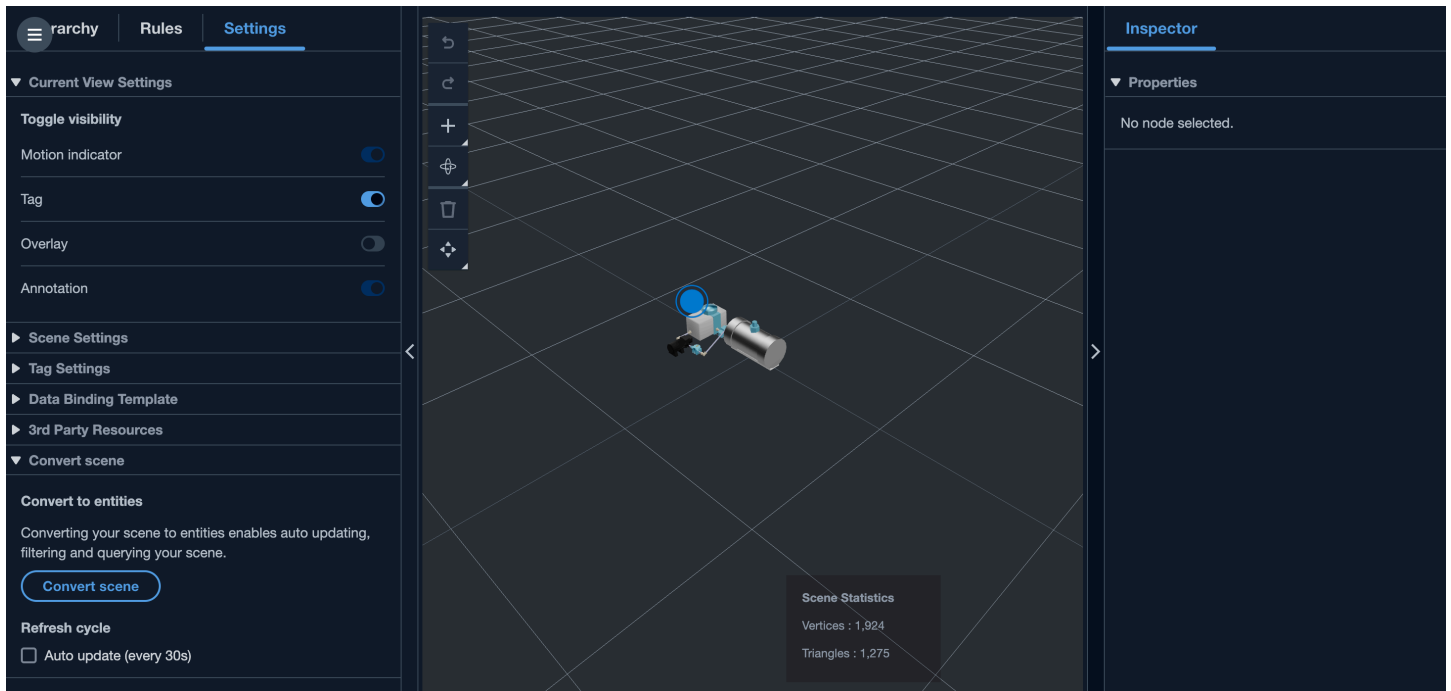 rarchy
Rules
Settings
Current View Settings
Toggle visibility
Motion indicator
Tag
Overlay
Annotation
Scene Settings
Tag Settings
Data Binding Template
3rd Party Resources
Convert scene
Convert to entities
Converting your scene to entities enables auto updating,
filtering and querying your scene.
Convert scene
Refresh cycle
Auto update (every 30s)
Scene Statistics
Vertices : 1,924
Triangles : 1,275
Inspector
Properties
No node selected.